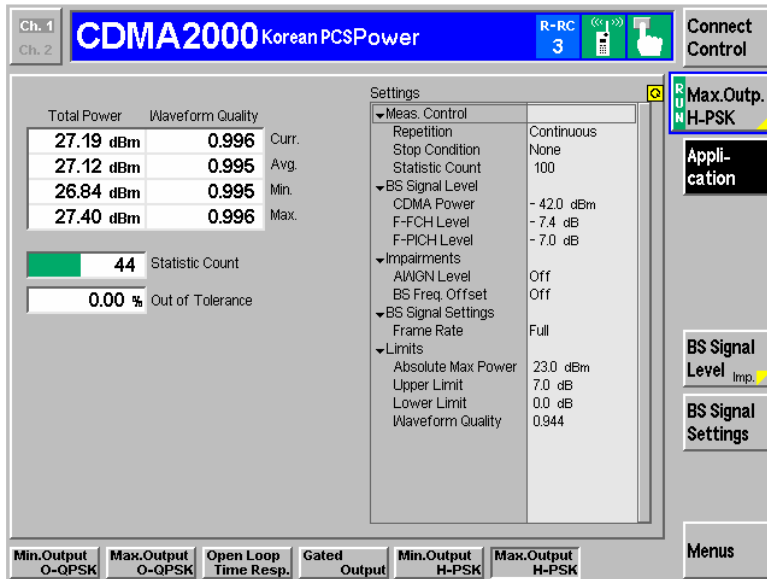 Ch. 1
Ch. 2
CDMA2000 Korean PCS Power
R-RC
3
Connect
Control
Total Power Waveform Quality
27.19 dBm 0.996 Curr.
27.12 dBm 0.995 Avg.
26.84 dBm 0.995 Min.
27.40 dBm 0.996 Max.
44 Statistic Count
0.00 % Out of Tolerance
Settings
Meas. Control
Repetition Continuous
Stop Condition None
Statistic Count 100
BS Signal Level
CDMA Power - 42.0 dBm
F-FCH Level - 7.4 dB
F-PICH Level - 7.0 dB
Impairments
AWGN Level Off
BS Freq. Offset Off
BS Signal Settings
Frame Rate Full
Limits
Absolute Max Power 23.0 dBm
Upper Limit 7.0 dB
Lower Limit 0.0 dB
Waveform Quality 0.944
RUN
Max.Outp.
H-PSK
Appli-
cation
BS Signal
Level Imp.
BS Signal
Settings
Menus
Min.Output
O-QPSK
Max.Output
O-QPSK
Open Loop
Time Resp.
Gated
Output
Min.Output
H-PSK
Max.Output
H-PSK